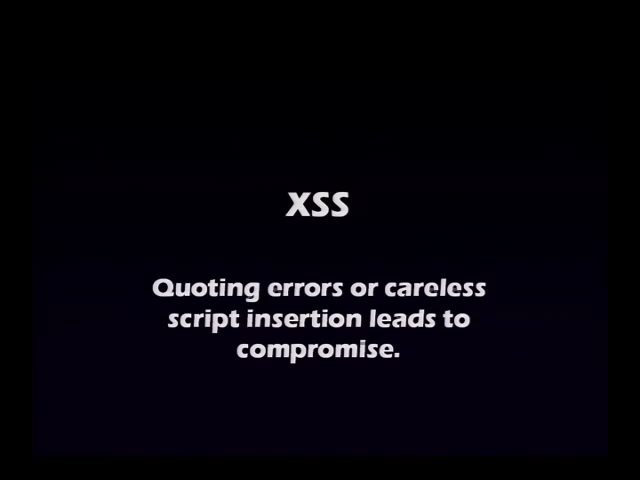 XSS
Quoting errors or careless
script insertion leads to
compromise.